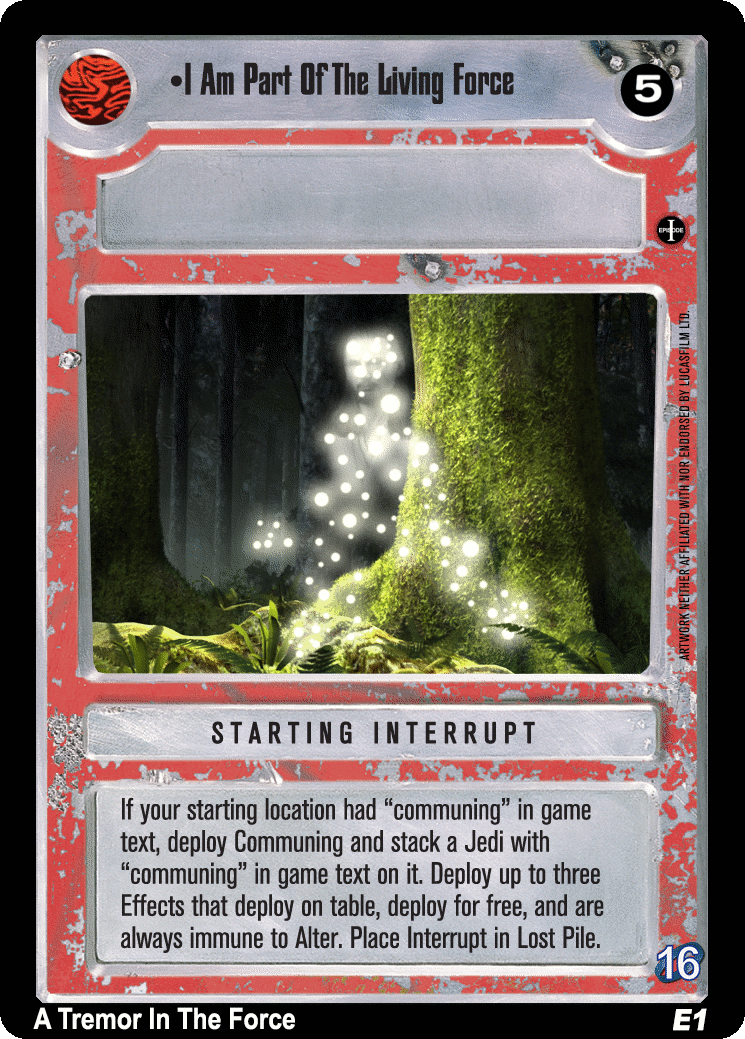 •I Am Part Of The Living Force
5
EPISODE
I
ARTWORK NEITHER AFFILIATED WITH NOR ENDORSED BY LUCASFILM LTD.
STARTING INTERRUPT
If your starting location had “communing” in game
text, deploy Communing and stack a Jedi with
“communing” in game text on it. Deploy up to three
Effects that deploy on table, deploy for free, and are
always immune to Alter. Place Interrupt in Lost Pile.
16
A Tremor In The Force
E1